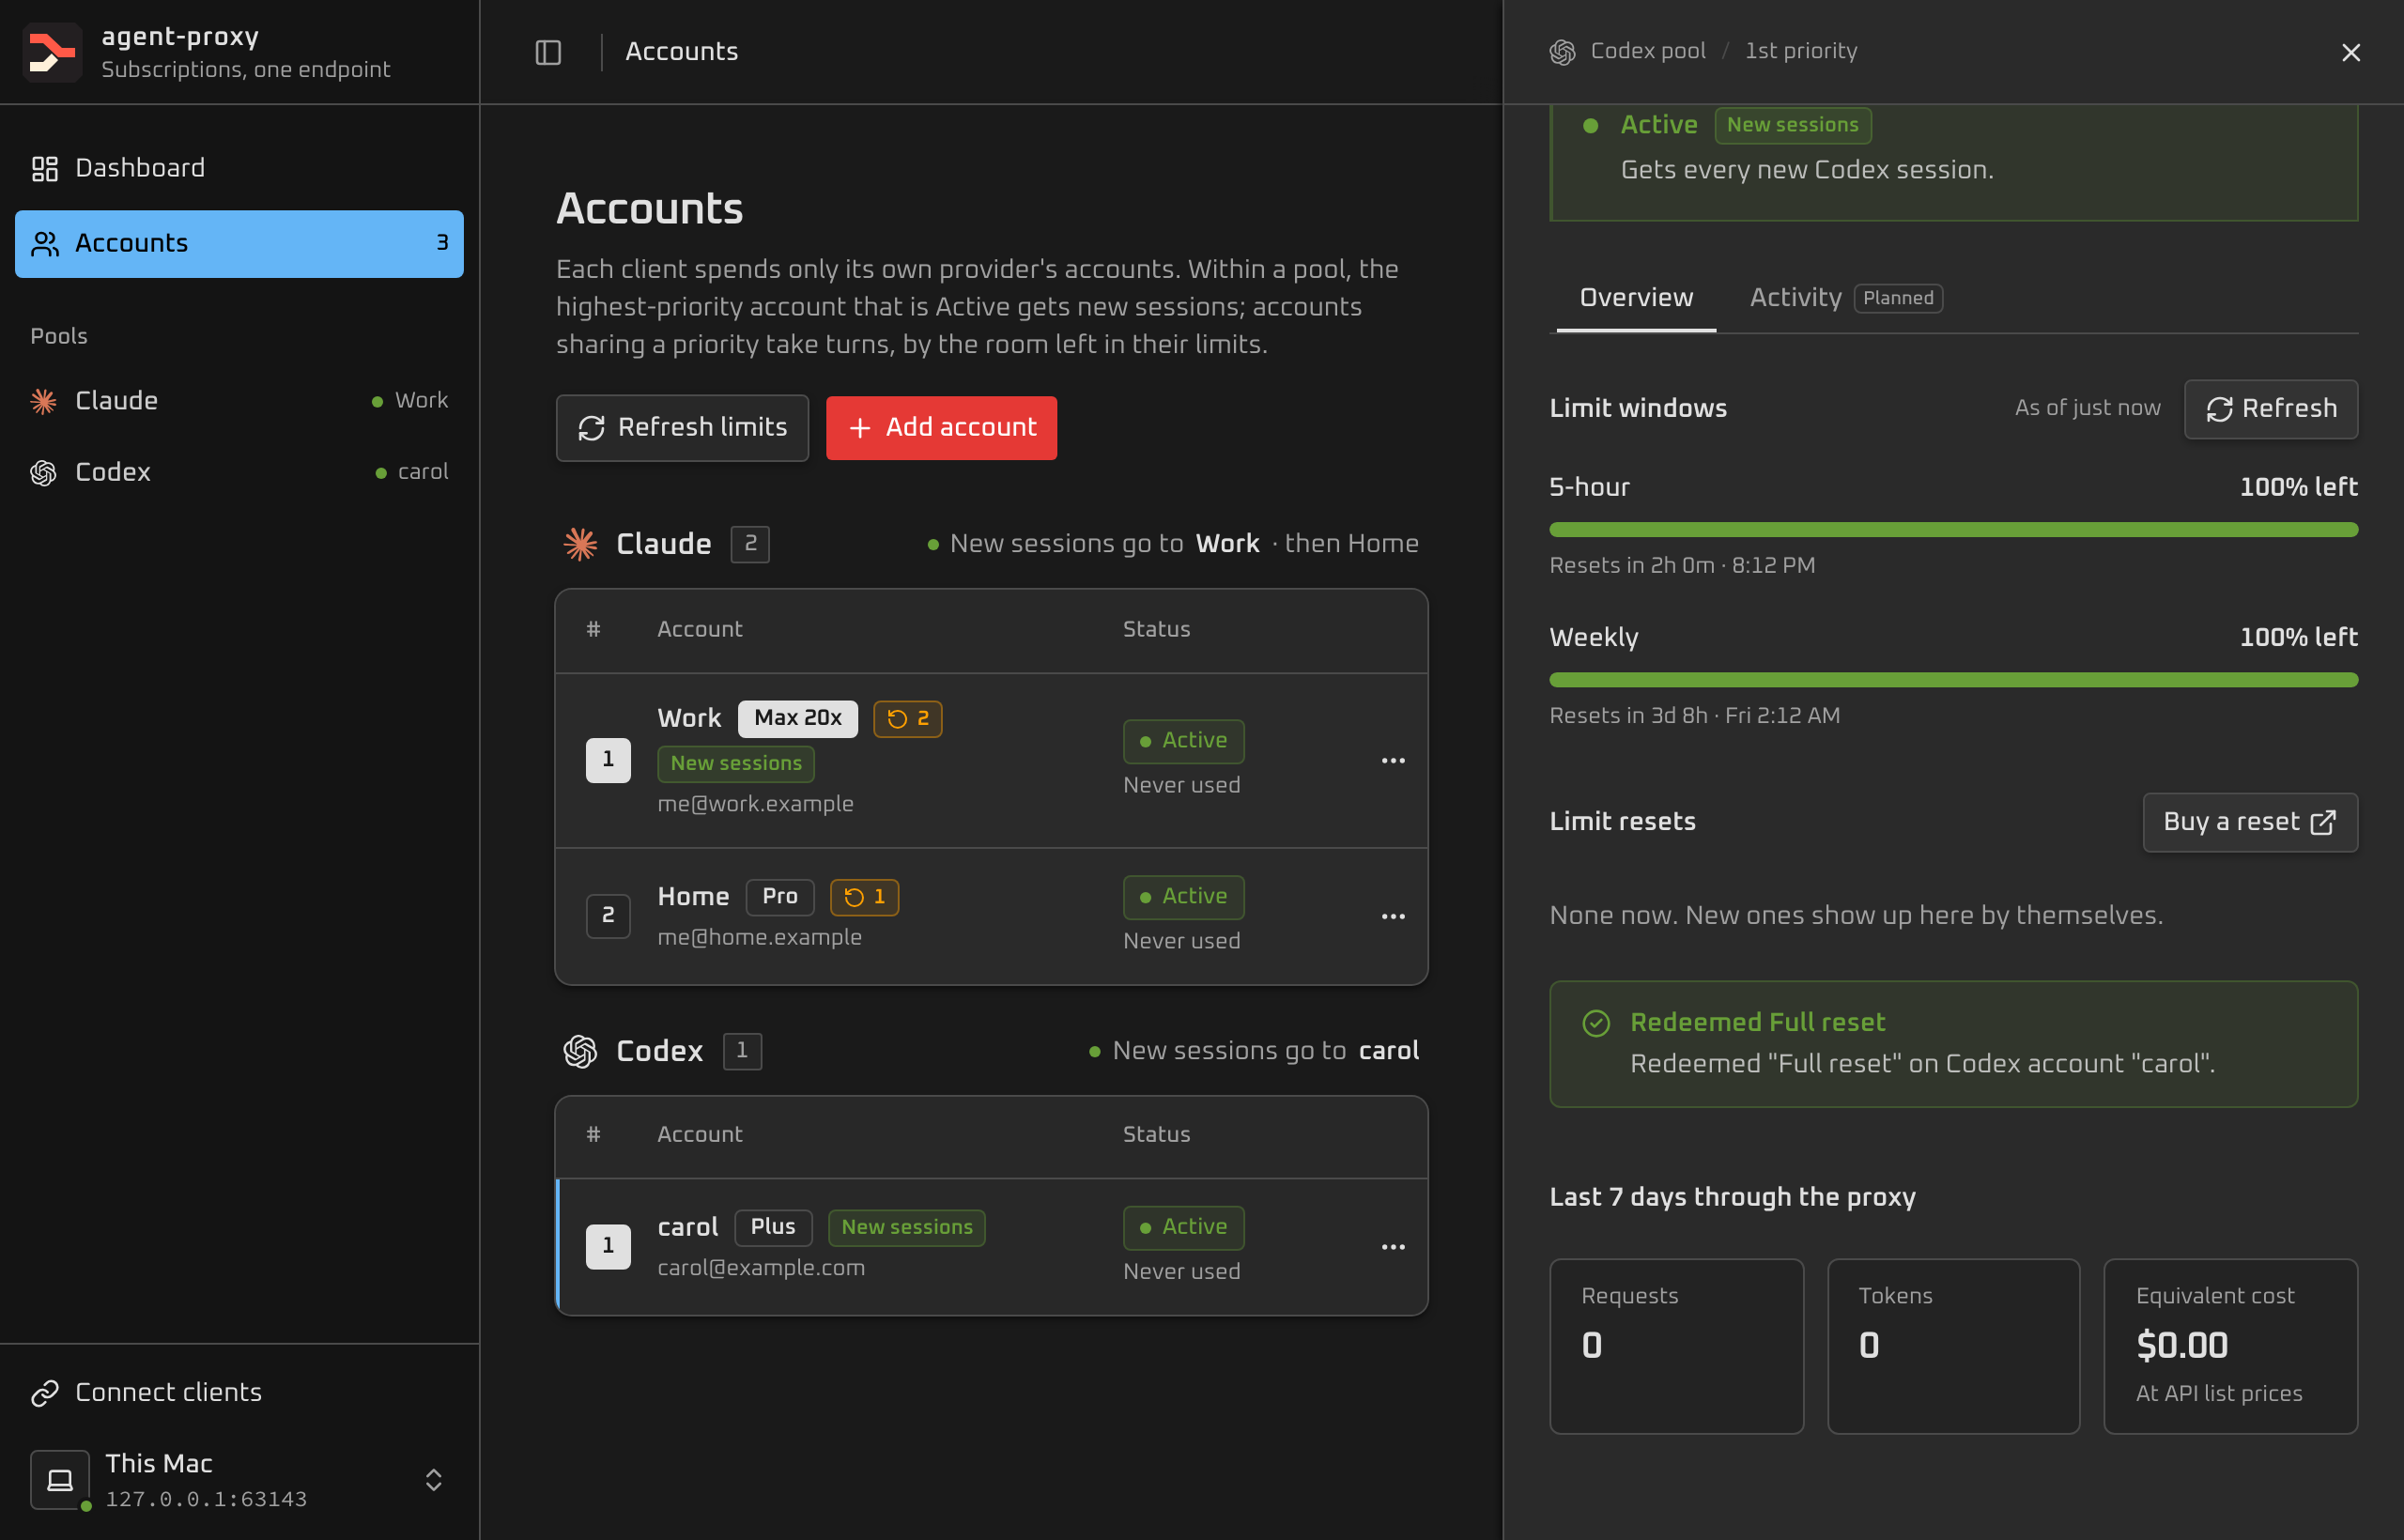 agent-proxy
Subscriptions, one endpoint
Dashboard
Accounts 3
Pools
Claude Work
Codex carol
Connect clients
This Mac
127.0.0.1:63143
Accounts
Accounts
Each client spends only its own provider's accounts. Within a pool, the
highest-priority account that is Active gets new sessions; accounts
sharing a priority take turns, by the room left in their limits.
Refresh limits
Add account
Claude 2 New sessions go to Work · then Home
# Account Status
1 Work Max 20x 2
New sessions
me@work.example
Active
Never used
2 Home Pro 1
me@home.example
Active
Never used
Codex 1 New sessions go to carol
# Account Status
1 carol Plus New sessions
carol@example.com
Active
Never used
Codex pool / 1st priority
Active New sessions
Gets every new Codex session.
Overview Activity Planned
Limit windows As of just now Refresh
5-hour 100% left
Resets in 2h 0m · 8:12 PM
Weekly 100% left
Resets in 3d 8h · Fri 2:12 AM
Limit resets Buy a reset
None now. New ones show up here by themselves.
Redeemed Full reset
Redeemed "Full reset" on Codex account "carol".
Last 7 days through the proxy
Requests
0
Tokens
0
Equivalent cost
$0.00
At API list prices